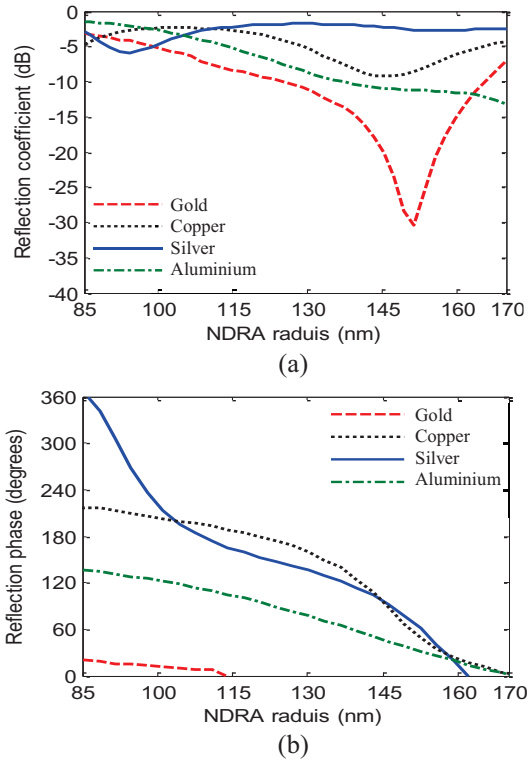 Reflection coefficient (dB)
0
-5
-10
-15
-20
-25
-30
-35
-40
Gold
Copper
Silver
Aluminium
85 100 115 130 145 160 170
NDRA raduis (nm)
(a)
Reflection phase (degrees)
360
300
240
180
120
60
0
Gold
Copper
Silver
Aluminium
85 100 115 130 145 160 170
NDRA raduis (nm)
(b)